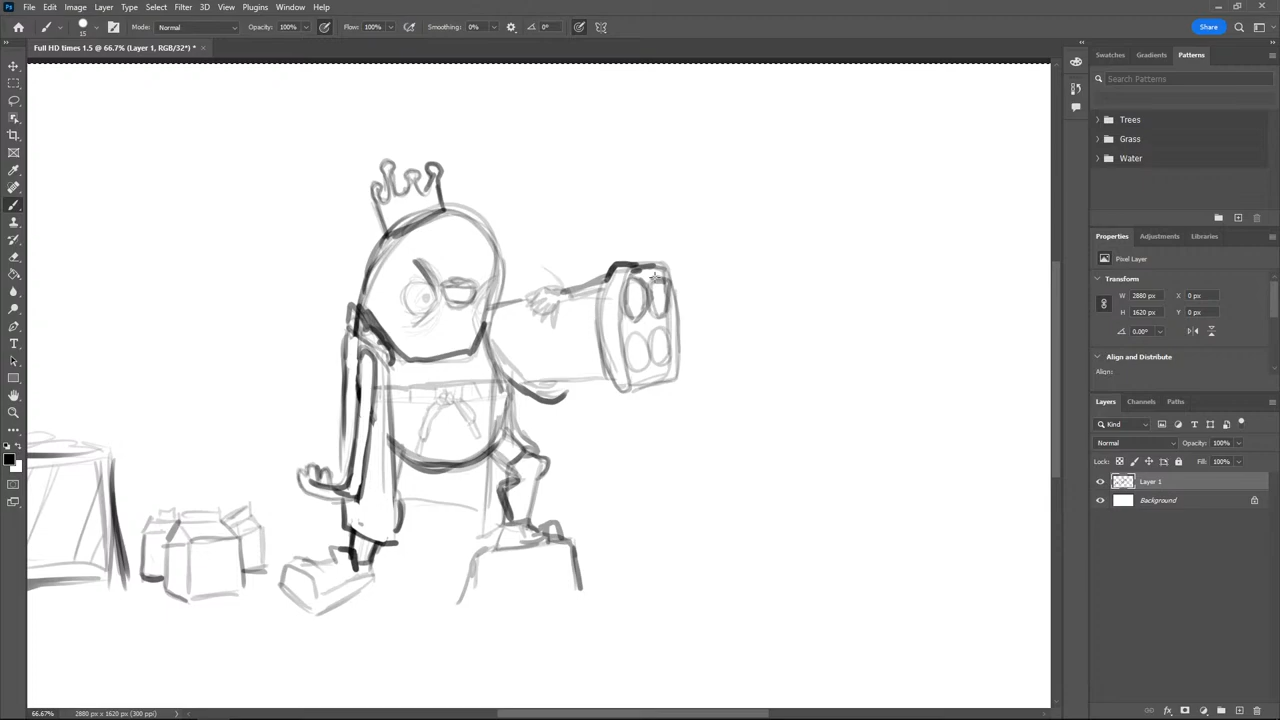 Ps File Edit Image Layer Type Select Filter 3D View Plugins Window Help
15 Mode: Normal Opacity: 100% Flow: 100% Smoothing: 0% 0° Share
Full HD times 1.5 @ 66.7% (Layer 1, RGB/32*) * ×
Swatches Gradients Patterns
Search Patterns
Trees
Grass
Water
Properties Adjustments Libraries
Pixel Layer
Transform
W 2880 px X 0 px
H 1620 px Y 0 px
0.00°
Align and Distribute
Align:
Layers Channels Paths
Kind
Normal Opacity: 100%
Lock: Fill: 100%
Layer 1
Background
66.67% 2880 px x 1620 px (300 ppi)